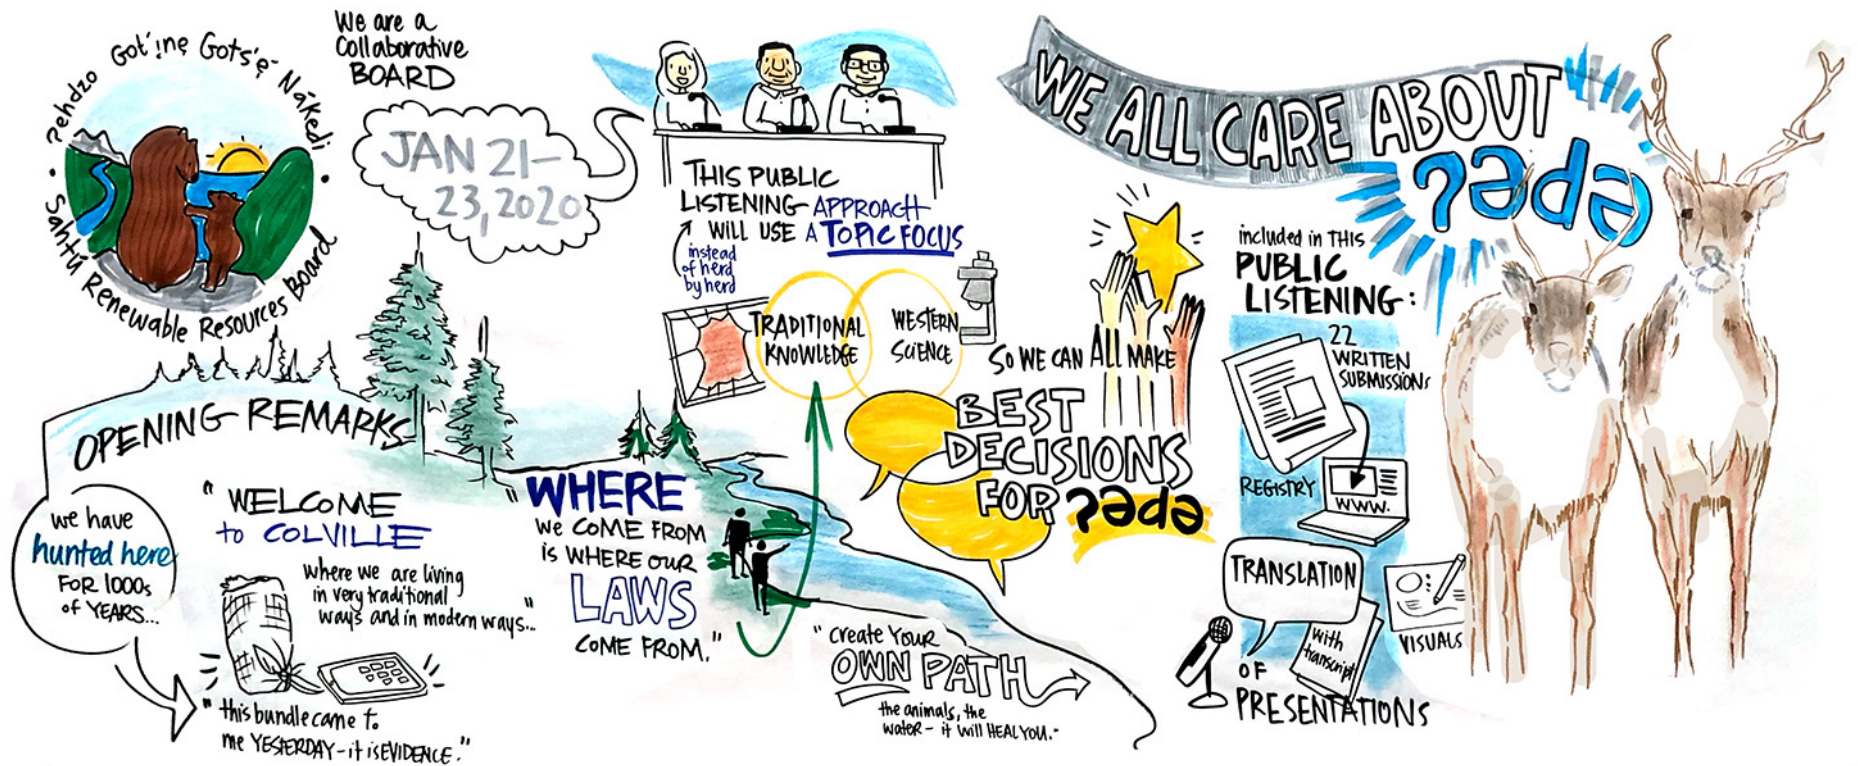 Ɂehdzo Got'ı̨nę Gots'ę́ Nákedı
Sahtú Renewable Resources Board
We are a
Collaborative
BOARD
JAN 21-
23, 2020
THIS PUBLIC
LISTENING APPROACH
WILL USE A TOPIC FOCUS
instead
of herd
by herd
TRADITIONAL
KNOWLEDGE
WESTERN
SCIENCE
SO WE CAN ALL MAKE
BEST
DECISIONS
FOR ʔədə
WE ALL CARE ABOUT
ʔədə
included in THIS
PUBLIC
LISTENING:
22
WRITTEN
SUBMISSIONS
REGISTRY
WWW.
TRANSLATION
with
transcript
VISUALS
OF
PRESENTATIONS
OPENING REMARKS
we have
hunted here
FOR 1000s
of YEARS...
"WELCOME
to COLVILLE
where we are living
in very traditional
ways and in modern ways..."
"this bundle came to
me YESTERDAY - it is EVIDENCE."
"WHERE
WE COME FROM
is WHERE OUR
LAWS
COME FROM."
"Create Your
OWN PATH
the animals, the
water - it will HEAL YOU."